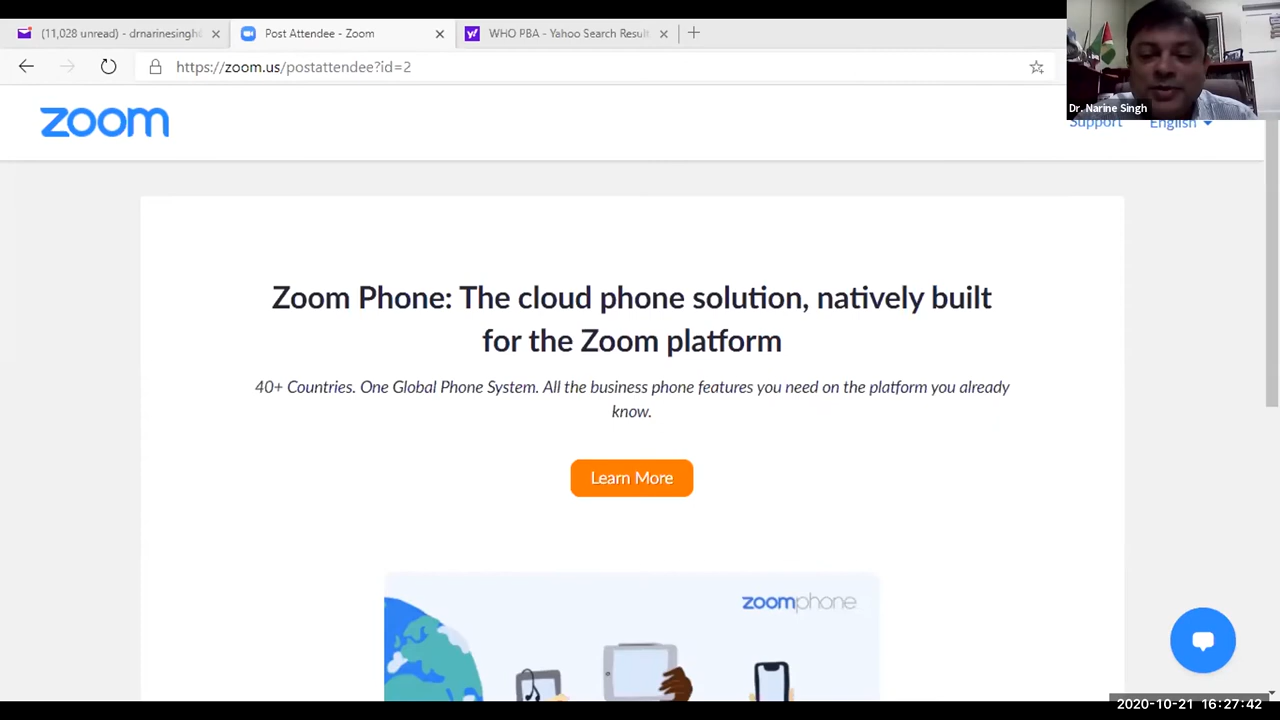 (11,028 unread) - drnarinesingh
Post Attendee - Zoom
WHO PBA - Yahoo Search Result
https://zoom.us/postattendee?id=2
Dr. Narine Singh
zoom
Support
English
Zoom Phone: The cloud phone solution, natively built
for the Zoom platform
40+ Countries. One Global Phone System. All the business phone features you need on the platform you already
know.
Learn More
zoomphone
2020-10-21 16:27:42